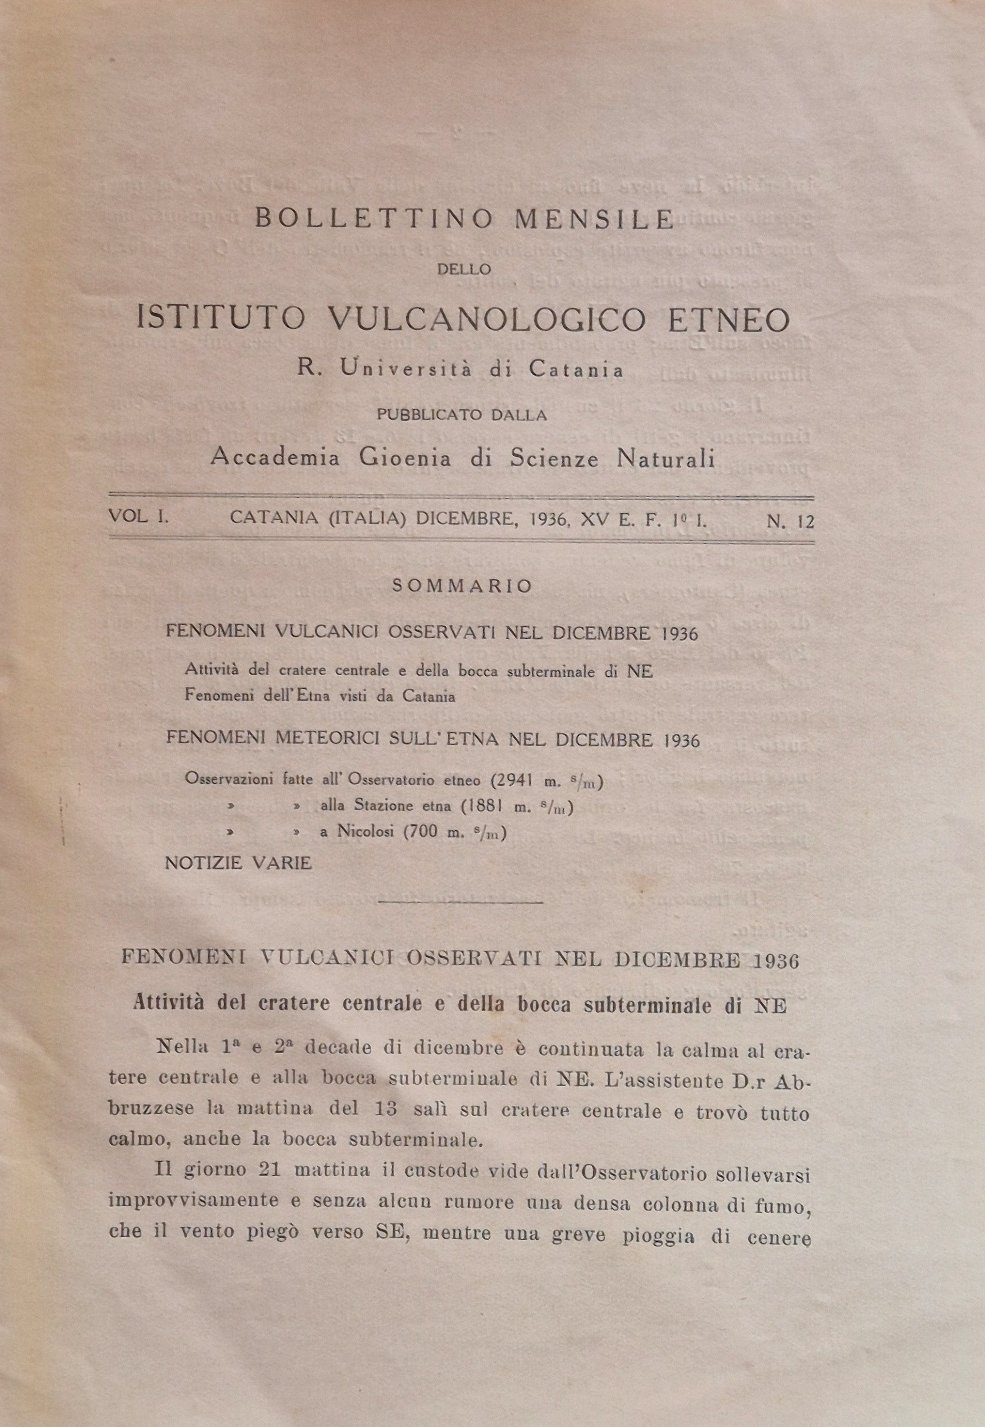 BOLLETTINO MENSILE
DELLO
ISTITUTO VULCANOLOGICO ETNEO
R. Università di Catania
PUBBLICATO DALLA
Accademia Gioenia di Scienze Naturali
VOL I. CATANIA (ITALIA) DICEMBRE, 1936, XV E. F. 1º I. N. 12
SOMMARIO
FENOMENI VULCANICI OSSERVATI NEL DICEMBRE 1936
Attività del cratere centrale e della bocca subterminale di NE
Fenomeni dell'Etna visti da Catania
FENOMENI METEORICI SULL' ETNA NEL DICEMBRE 1936
Osservazioni fatte all' Osservatorio etneo (2941 m. s/m)
» » alla Stazione etna (1881 m. s/m)
» » a Nicolosi (700 m. s/m)
NOTIZIE VARIE
FENOMENI VULCANICI OSSERVATI NEL DICEMBRE 1936
Attività del cratere centrale e della bocca subterminale di NE
Nella 1ª e 2ª decade di dicembre è continuata la calma al cra-
tere centrale e alla bocca subterminale di NE. L'assistente D.r Ab-
bruzzese la mattina del 13 salì sul cratere centrale e trovò tutto
calmo, anche la bocca subterminale.
Il giorno 21 mattina il custode vide dall'Osservatorio sollevarsi
improvvisamente e senza alcun rumore una densa colonna di fumo,
che il vento piegò verso SE, mentre una greve pioggia di cenere